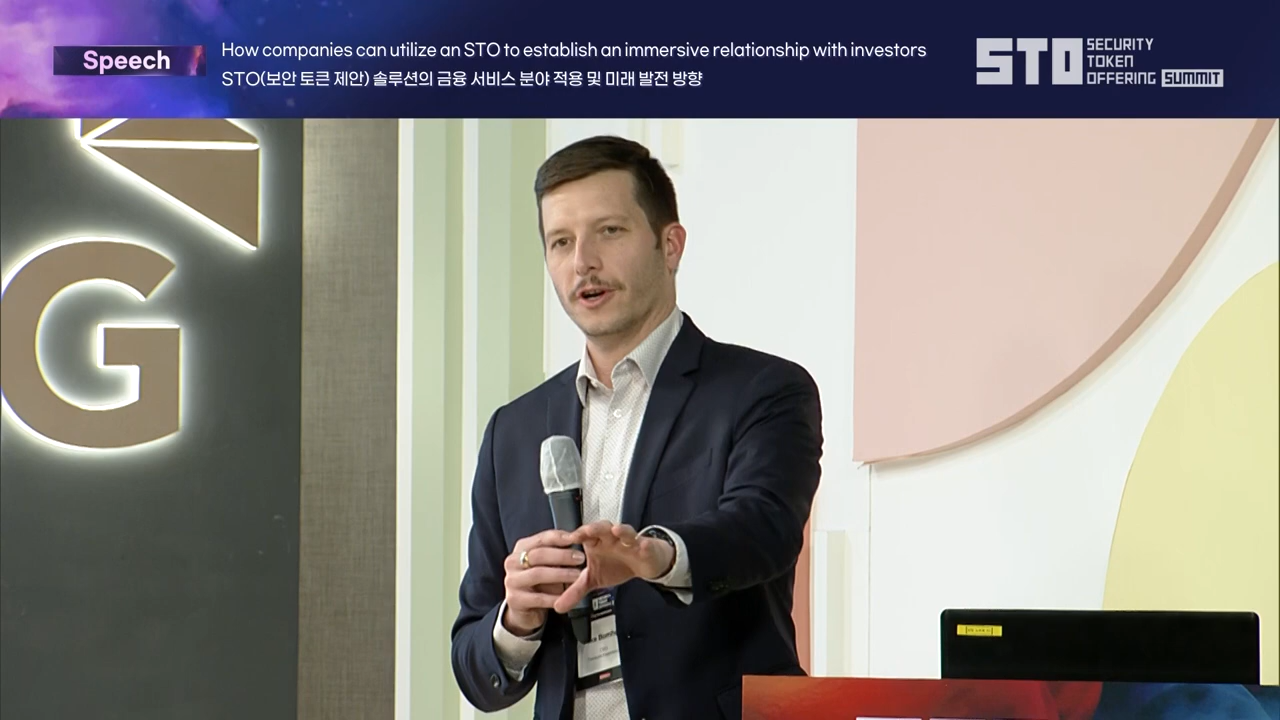 Speech
How companies can utilize an STO to establish an immersive relationship with investors
STO(보안 토큰 제안) 솔루션의 금융 서비스 분야 적용 및 미래 발전 방향
STO
SECURITY
TOKEN
OFFERING SUMMIT
G